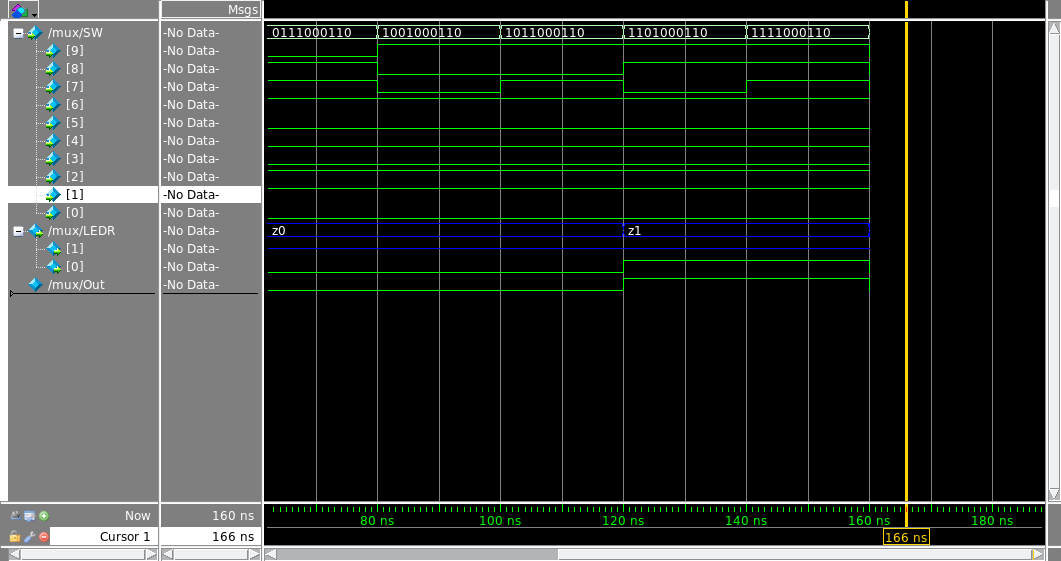 Msgs
/mux/SW -No Data- 0111000110 1001000110 1011000110 1101000110 1111000110
[9] -No Data-
[8] -No Data-
[7] -No Data-
[6] -No Data-
[5] -No Data-
[4] -No Data-
[3] -No Data-
[2] -No Data-
[1] -No Data-
[0] -No Data-
/mux/LEDR -No Data- z0 z1
[1] -No Data-
[0] -No Data-
/mux/Out -No Data-
Now 160 ns 80 ns 100 ns 120 ns 140 ns 160 ns 180 ns
Cursor 1 166 ns 166 ns